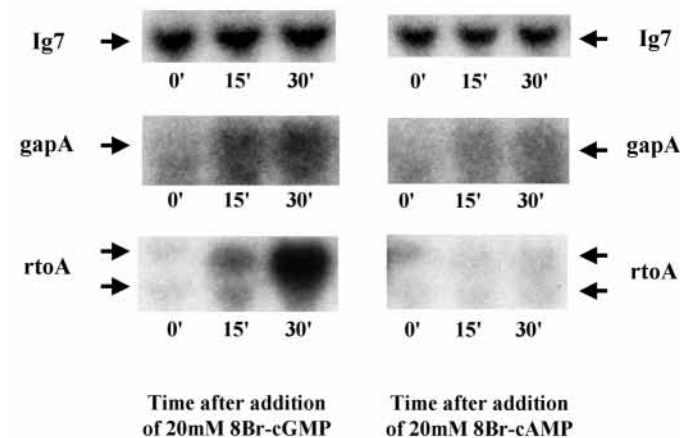 Ig7 Ig7
0' 15' 30' 0' 15' 30'
gapA gapA
0' 15' 30' 0' 15' 30'
rtoA rtoA
0' 15' 30' 0' 15' 30'
Time after addition Time after addition
of 20mM 8Br-cGMP of 20mM 8Br-cAMP